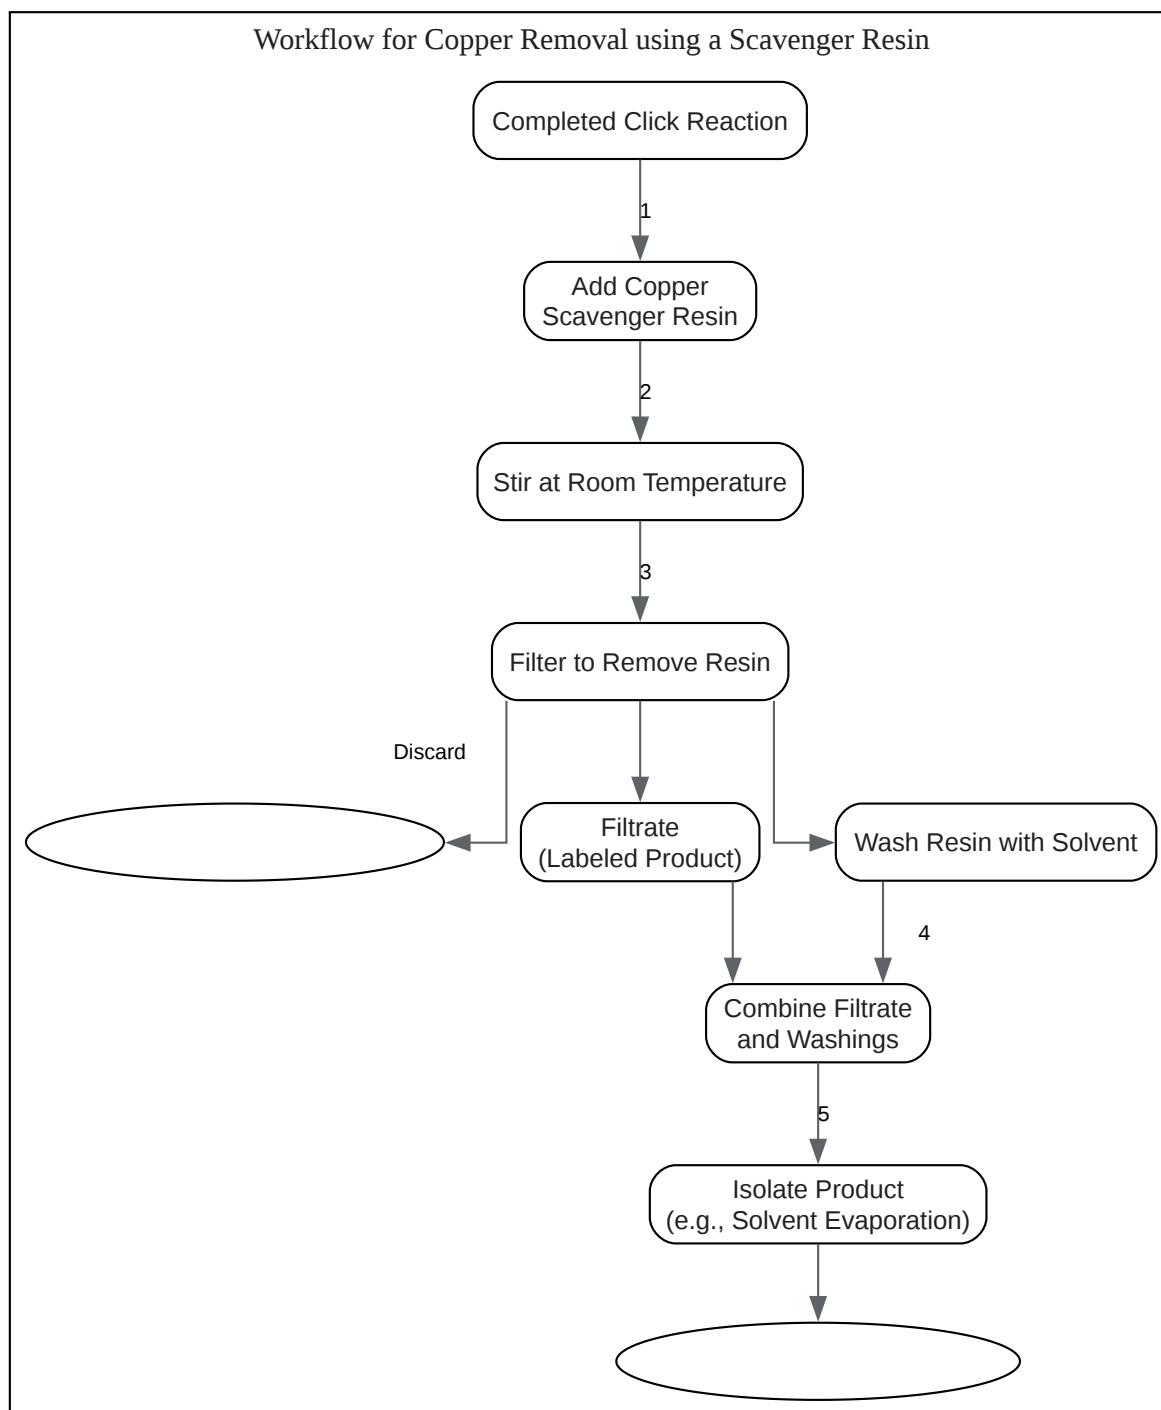 Workflow for Copper Removal using a Scavenger Resin
Completed Click Reaction
1
Add Copper
Scavenger Resin
2
Stir at Room Temperature
3
Filter to Remove Resin
Discard
Filtrate
(Labeled Product)
Wash Resin with Solvent
4
Combine Filtrate
and Washings
5
Isolate Product
(e.g., Solvent Evaporation)